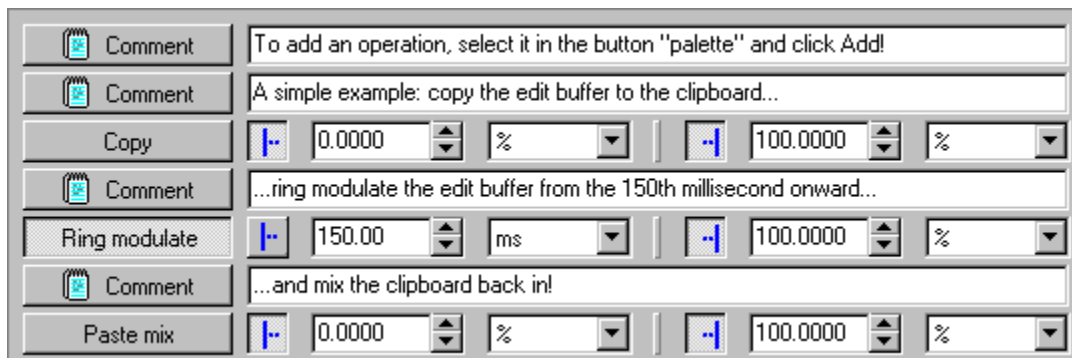 Comment To add an operation, select it in the button "palette" and click Add!
Comment A simple example: copy the edit buffer to the clipboard...
Copy 0.0000 % 100.0000 %
Comment ...ring modulate the edit buffer from the 150th millisecond onward...
Ring modulate 150.00 ms 100.0000 %
Comment ...and mix the clipboard back in!
Paste mix 0.0000 % 100.0000 %